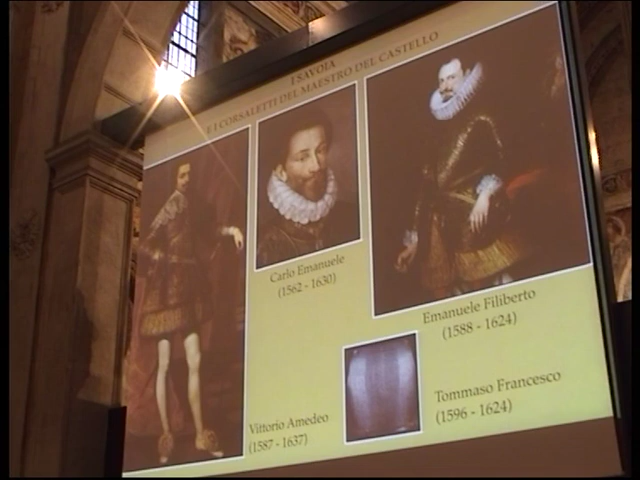 I SAVOIA
E I CORSALETTI DEL MAESTRO DEL CASTELLO
Carlo Emanuele
(1562 - 1630)
Emanuele Filiberto
(1588 - 1624)
Vittorio Amedeo
(1587 - 1637)
Tommaso Francesco
(1596 - 1624)